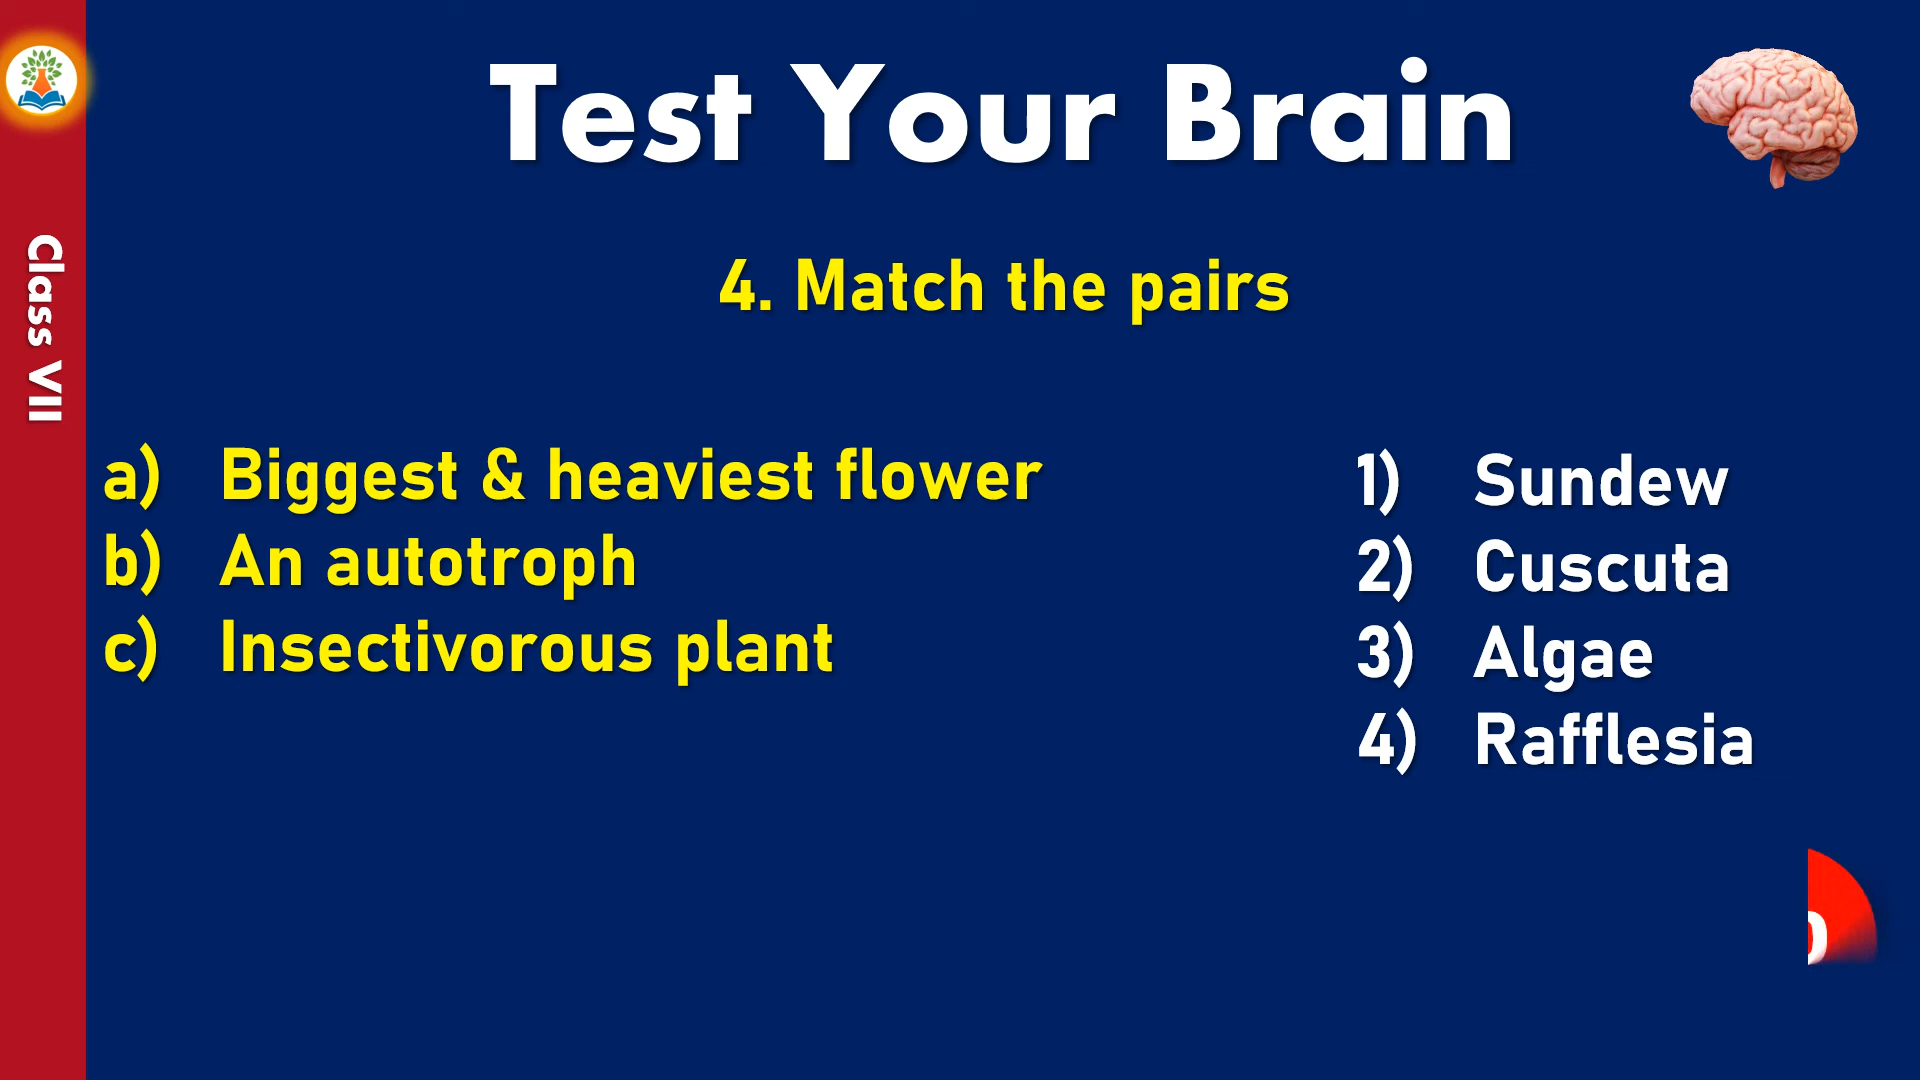 Test Your Brain
Class VII
4. Match the pairs
a) Biggest & heaviest flower
b) An autotroph
c) Insectivorous plant
1) Sundew
2) Cuscuta
3) Algae
4) Rafflesia